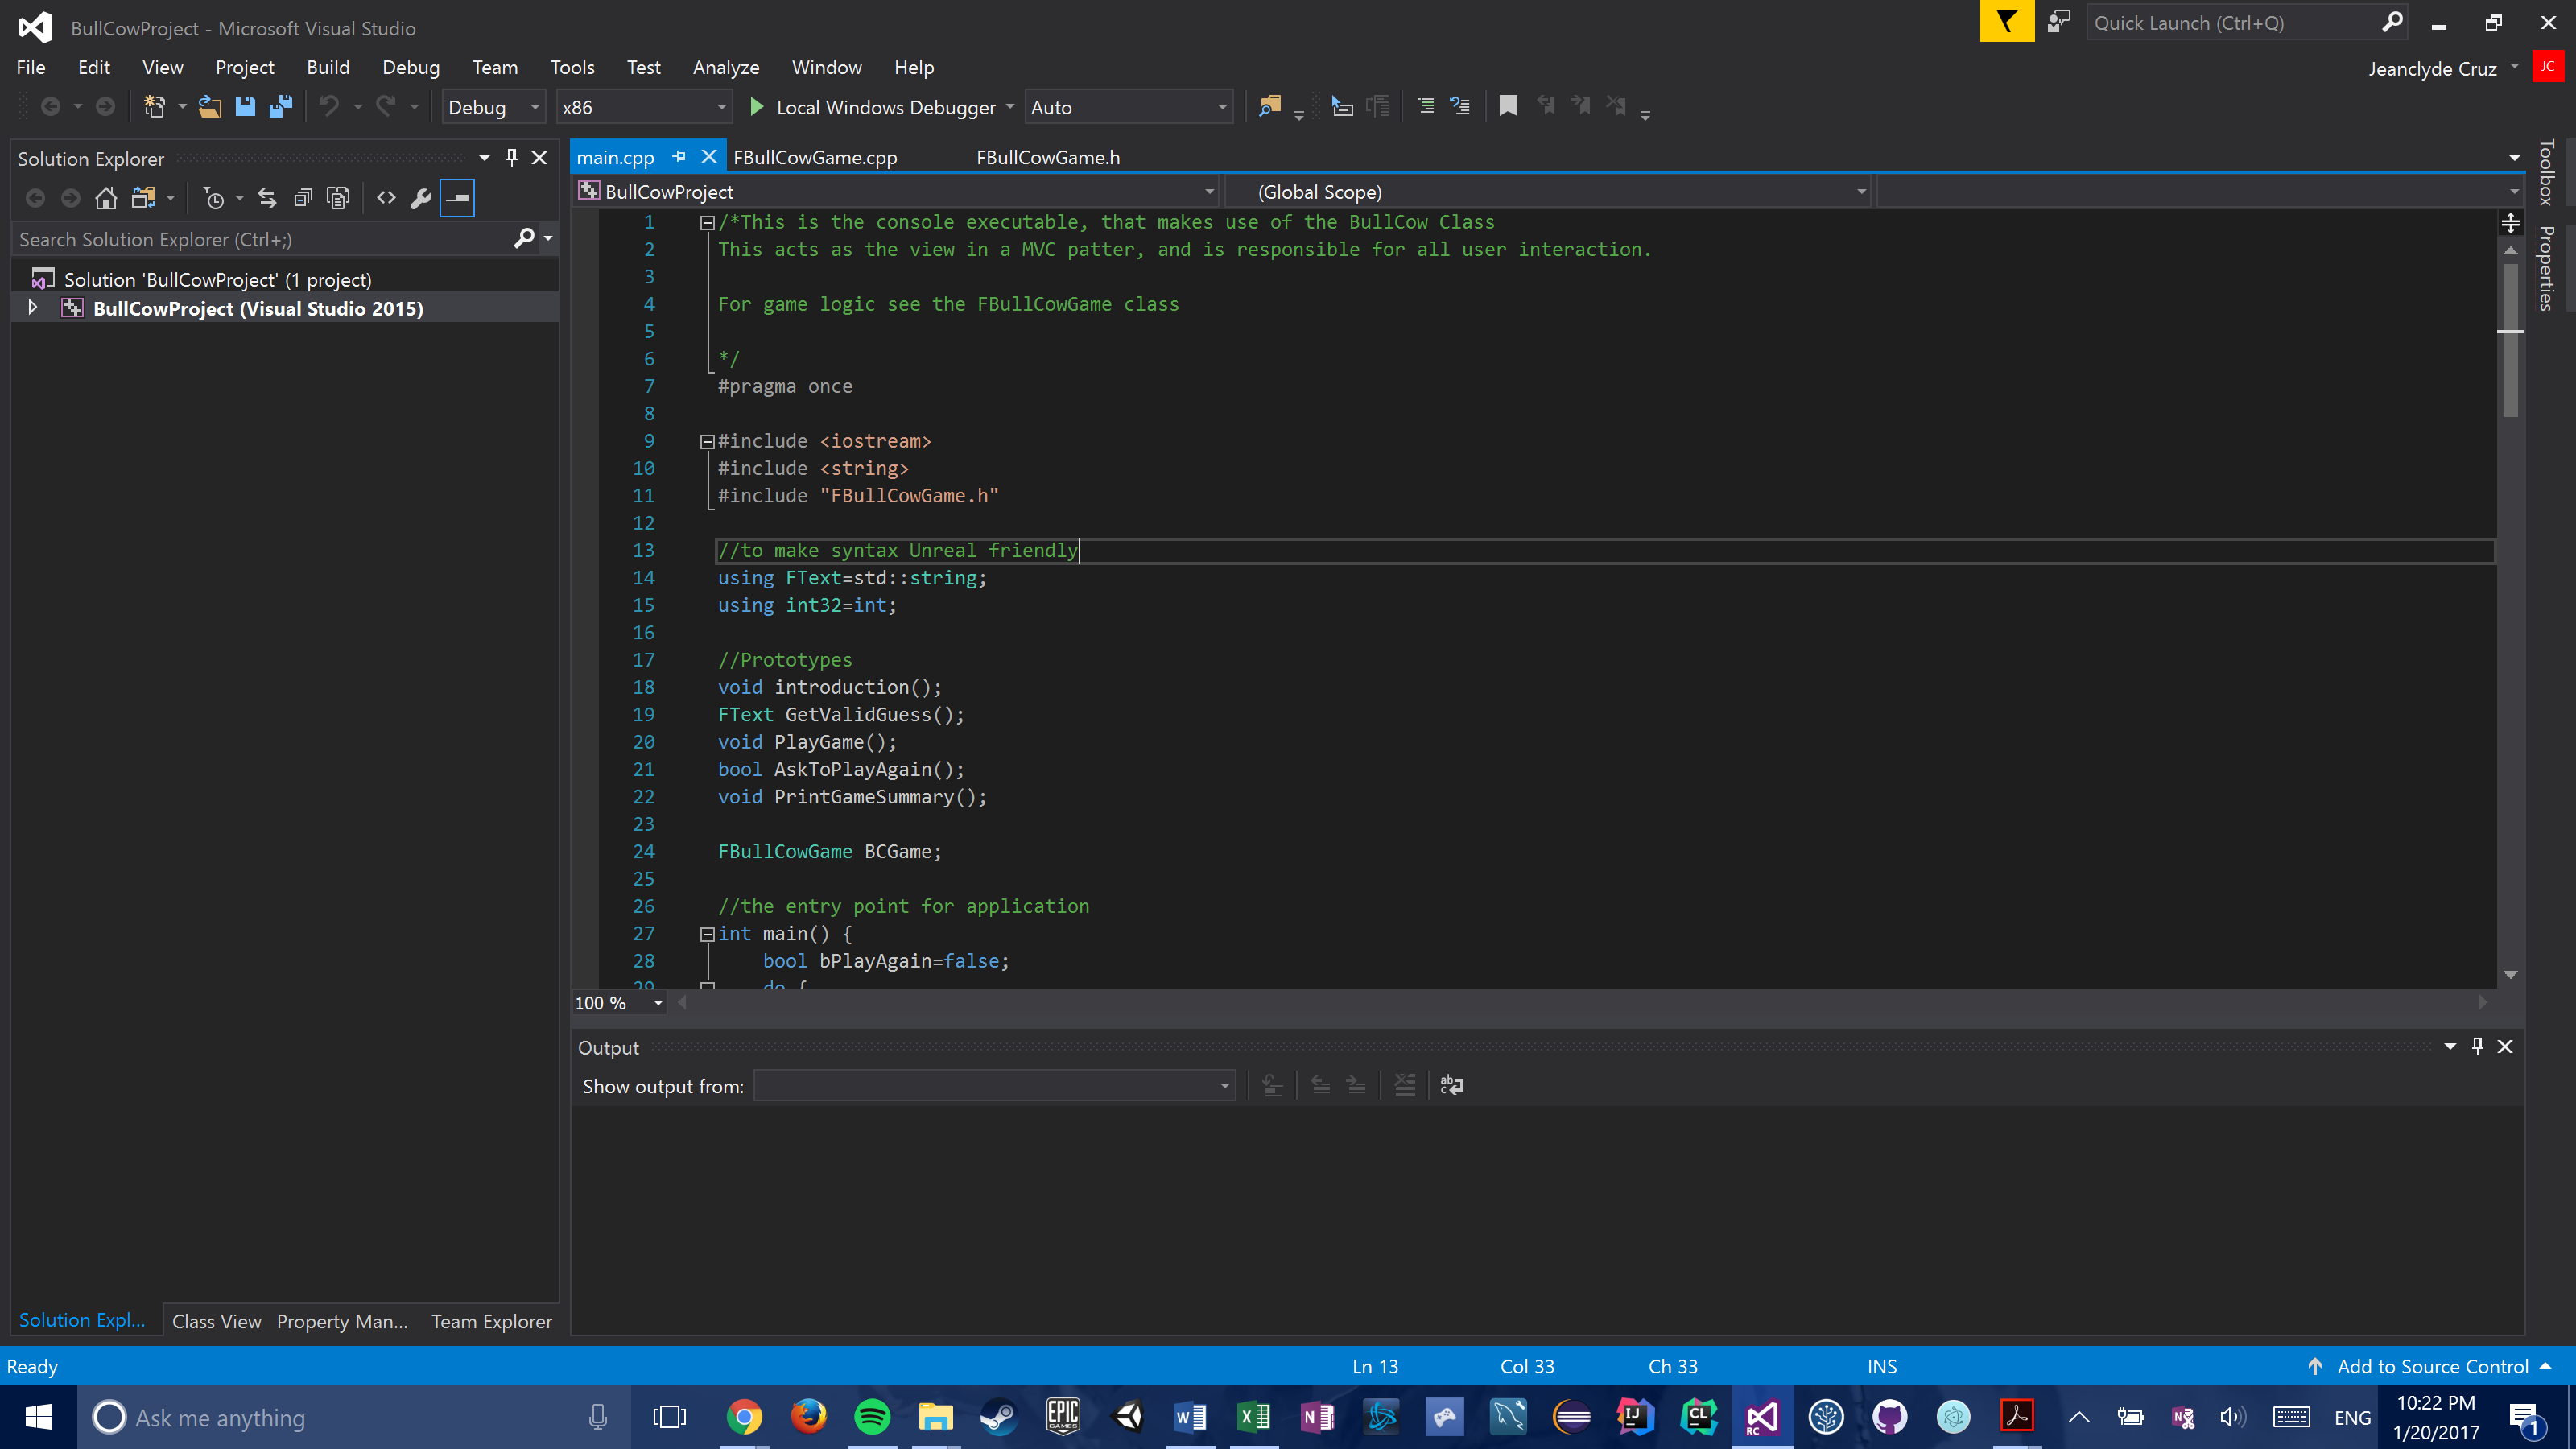 BullCowProject - Microsoft Visual Studio
Quick Launch (Ctrl+Q)
File Edit View Project Build Debug Team Tools Test Analyze Window Help
Jeanclyde Cruz JC
Debug x86 Local Windows Debugger Auto
Solution Explorer
Search Solution Explorer (Ctrl+;)
Solution 'BullCowProject' (1 project)
BullCowProject (Visual Studio 2015)
Solution Expl... Class View Property Man... Team Explorer
main.cpp FBullCowGame.cpp FBullCowGame.h
BullCowProject (Global Scope)
1 /*This is the console executable, that makes use of the BullCow Class
2 This acts as the view in a MVC patter, and is responsible for all user interaction.
3
4 For game logic see the FBullCowGame class
5
6 */
7 #pragma once
8
9 #include <iostream>
10 #include <string>
11 #include "FBullCowGame.h"
12
13 //to make syntax Unreal friendly
14 using FText=std::string;
15 using int32=int;
16
17 //Prototypes
18 void introduction();
19 FText GetValidGuess();
20 void PlayGame();
21 bool AskToPlayAgain();
22 void PrintGameSummary();
23
24 FBullCowGame BCGame;
25
26 //the entry point for application
27 int main() {
28 bool bPlayAgain=false;
29 do {
100 %
Toolbox
Properties
Output
Show output from:
Ready Ln 13 Col 33 Ch 33 INS Add to Source Control
Ask me anything
EPIC GAMES
IJ
CL
RC
ENG
10:22 PM
1/20/2017
1